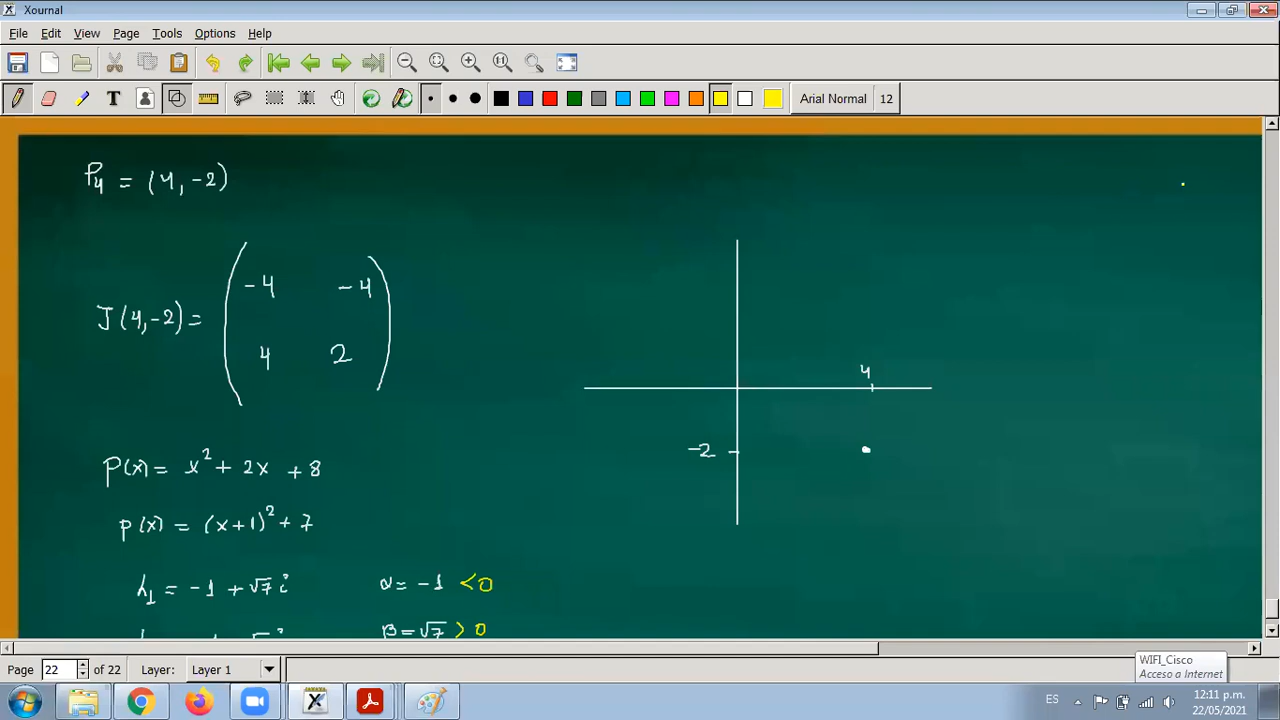 Xournal
File Edit View Page Tools Options Help
Arial Normal 12
P4 = (4, -2)
J(4,-2) =
-4 -4
4 2
4
-2
P(x) = x² + 2x + 8
p(x) = (x+1)² + 7
λ1 = -1 + √7 i α = -1 < 0
β = √7 > 0
Page 22 of 22 Layer: Layer 1
WIFI_Cisco
Acceso a Internet
ES 12:11 p.m.
22/05/2021